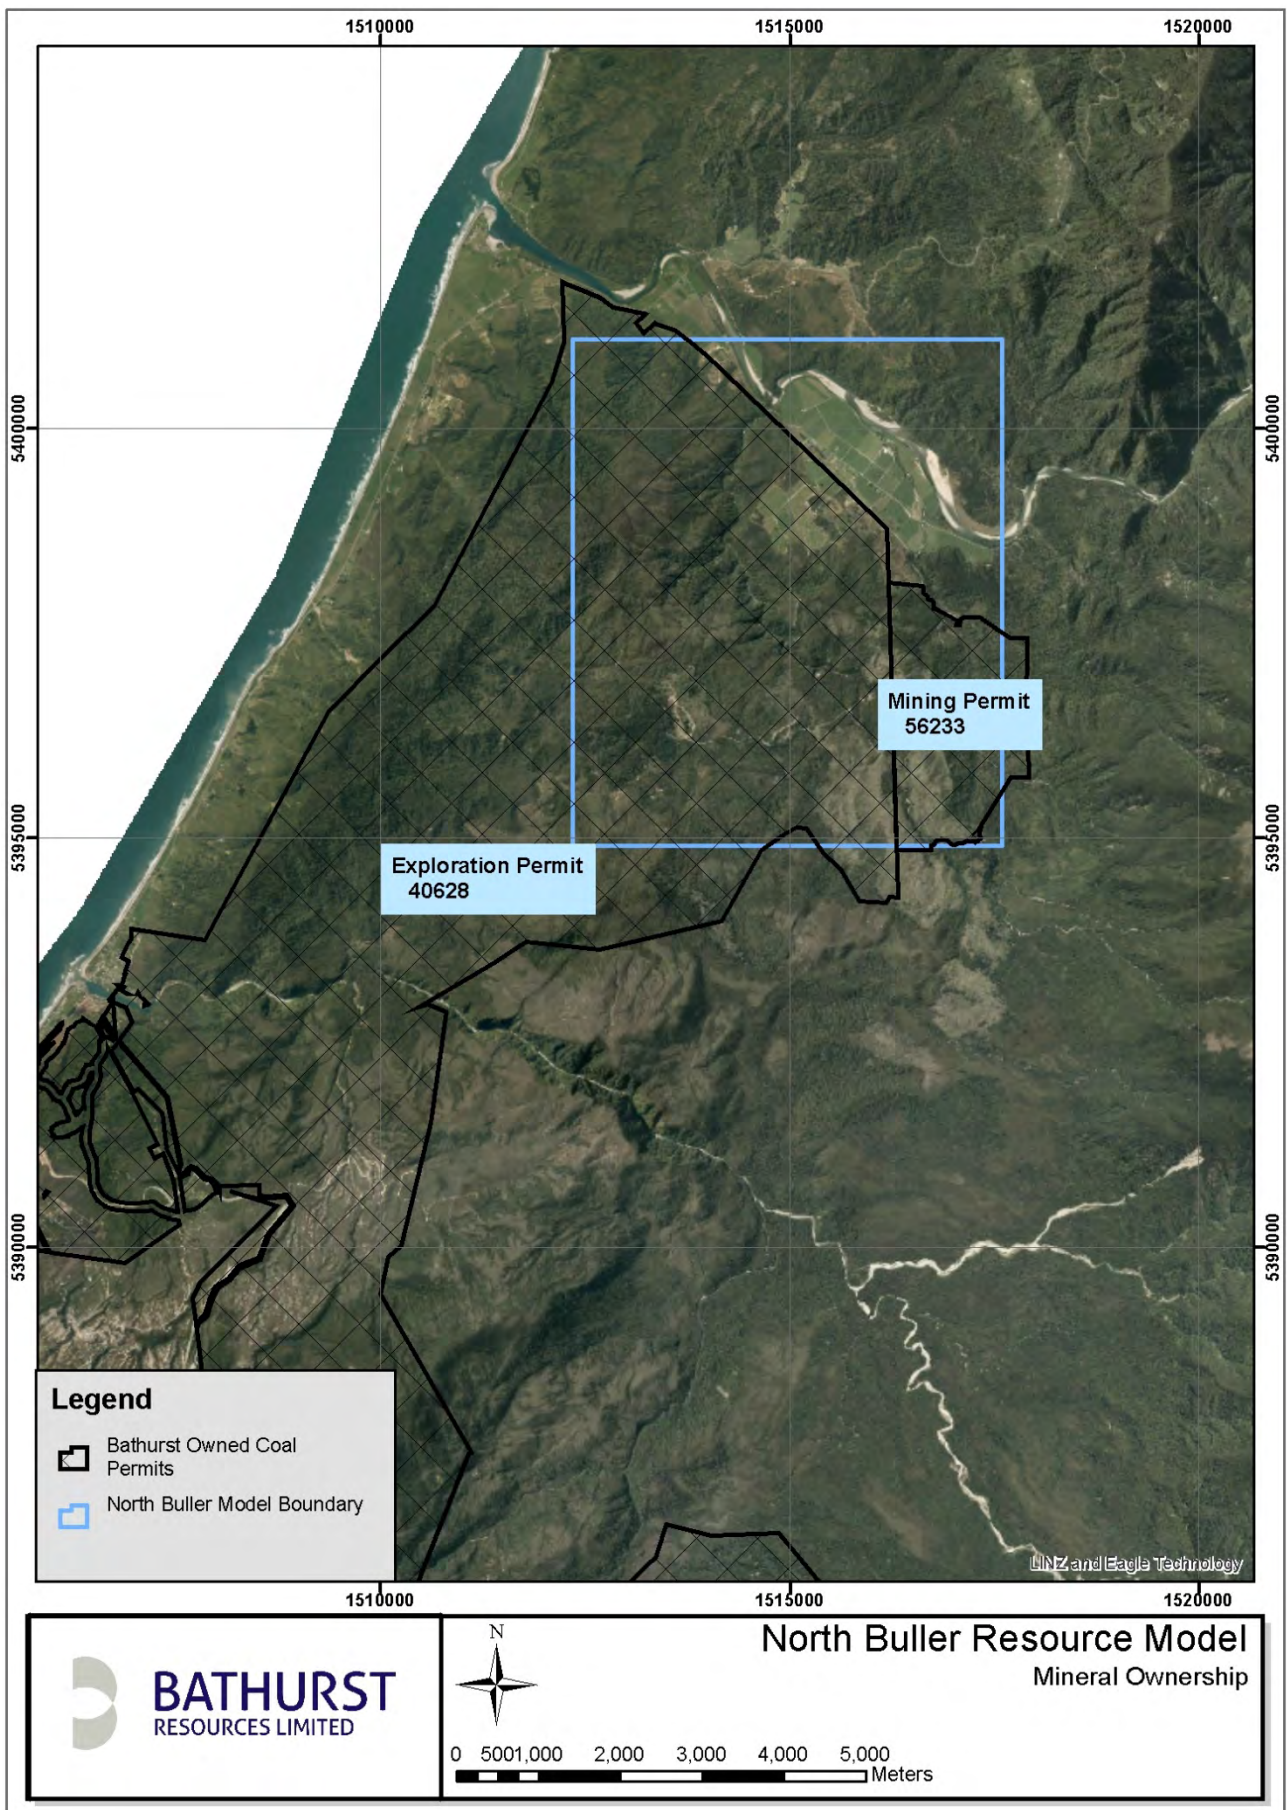 1510000
1515000
1520000
5400000
5400000
Mining Permit
56233
5395000
5395000
Exploration Permit
40628
5390000
5390000
Legend
Bathurst Owned Coal
Permits
North Buller Model Boundary
LINZ and Eagle Technology
1510000
1515000
1520000
BATHURST
RESOURCES LIMITED
N
North Buller Resource Model
Mineral Ownership
0 500 1,000 2,000 3,000 4,000 5,000
Meters